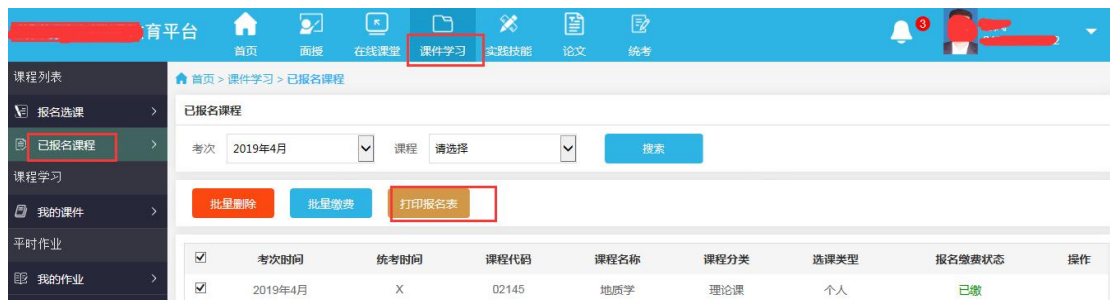 育平台
首页 面授 在线课堂 课件学习 实践技能 论文 统考
3
2
课程列表
首页 > 课件学习 > 已报名课程
报名选课
已报名课程
已报名课程
考次 2019年4月 课程 请选择 搜索
课程学习
批量删除 批量缴费 打印报名表
我的课件
平时作业
考次时间 统考时间 课程代码 课程名称 课程分类 选课类型 报名缴费状态 操作
我的作业
2019年4月 X 02145 地质学 理论课 个人 已缴